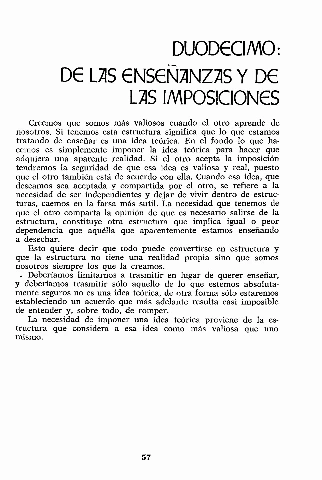 DUODECIMO:
DE LAS ENSEÑANZAS Y DE
LAS IMPOSICIONES
Creemos que somos más valiosos cuando el otro aprende de
nosotros. Si tenemos esta estructura significa que lo que estamos
tratando de enseñar es una idea teórica. En el fondo lo que ha-
cemos es simplemente imponer la idea teórica para hacer que
adquiera una aparente realidad. Si el otro acepta la imposición
tendremos la seguridad de que esa idea es valiosa y real, puesto
que el otro también está de acuerdo con ella. Cuando esa idea, que
deseamos sea aceptada y compartida por el otro, se refiere a la
necesidad de ser independientes y dejar de vivir dentro de estruc-
turas, caemos en la farsa más sutil. La necesidad que tenemos de
que el otro comparta la opinión de que es necesario salirse de la
estructura, constituye otra estructura que implica igual o peor
dependencia que aquélla que aparentemente estamos enseñando
a desechar.
Esto quiere decir que todo puede convertirse en estructura y
que la estructura no tiene una realidad propia sino que somos
nosotros siempre los que la creamos.
Deberíamos limitarnos a trasmitir en lugar de querer enseñar,
y deberíamos trasmitir sólo aquello de lo que estemos absoluta-
mente seguros no es una idea teórica, de otra forma sólo estaremos
estableciendo un acuerdo que más adelante resulta casi imposible
de entender y, sobre todo, de romper.
La necesidad de imponer una idea teórica proviene de la es-
tructura que considera a esa idea como más valiosa que uno
mismo.
57